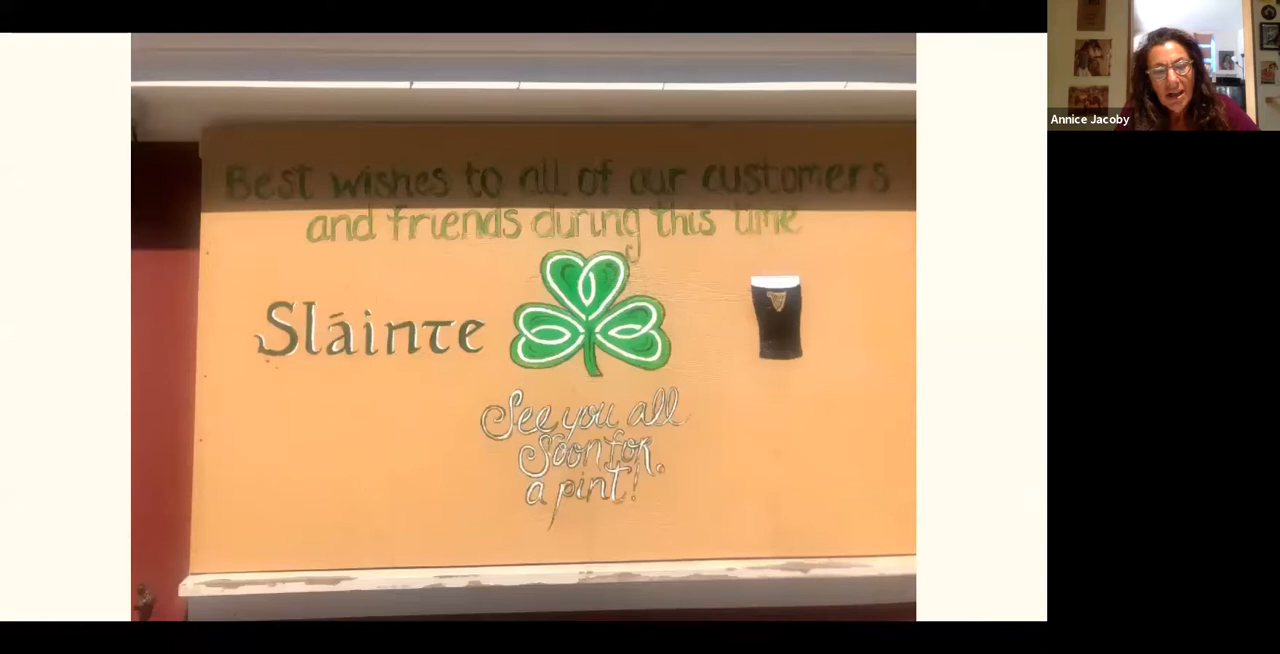 Best wishes to all of our customers
and friends during this time
Sláinte
See you all
Soon for
a pint!
Annice Jacoby